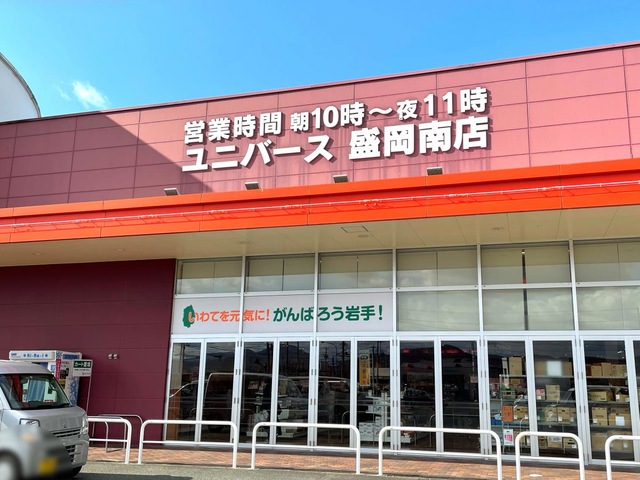 営業時間 朝10時～夜11時
ユニバース 盛岡南店
いわてを元気に!がんばろう岩手!